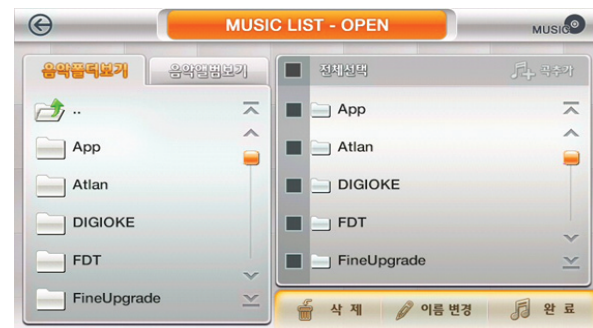 MUSIC LIST - OPEN
MUSIC
음악폴더보기
음악앨범보기
..
App
Atlan
DIGIOKE
FDT
FineUpgrade
전체선택
곡추가
App
Atlan
DIGIOKE
FDT
FineUpgrade
삭 제
이름 변경
완 료